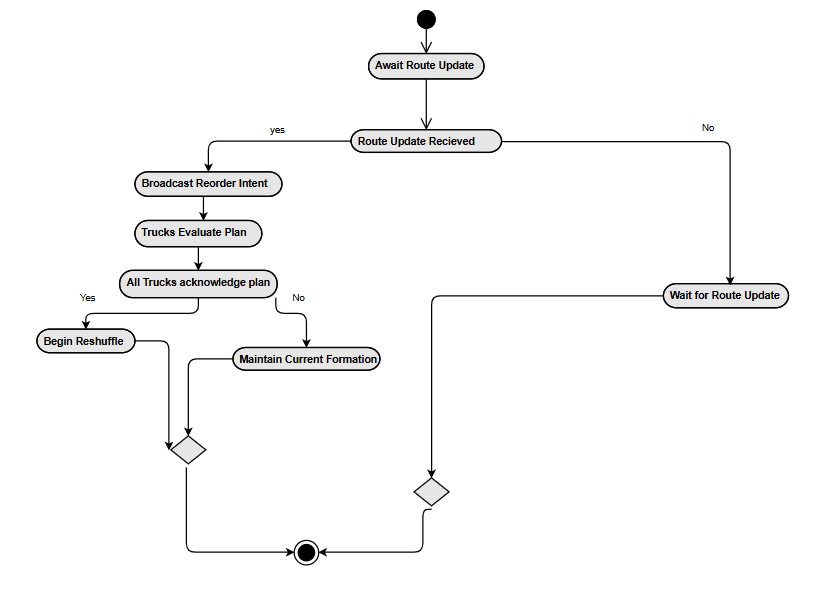 Await Route Update
yes
No
Route Update Recieved
Broadcast Reorder Intent
Trucks Evaluate Plan
All Trucks acknowledge plan
Yes
No
Wait for Route Update
Begin Reshuffle
Maintain Current Formation